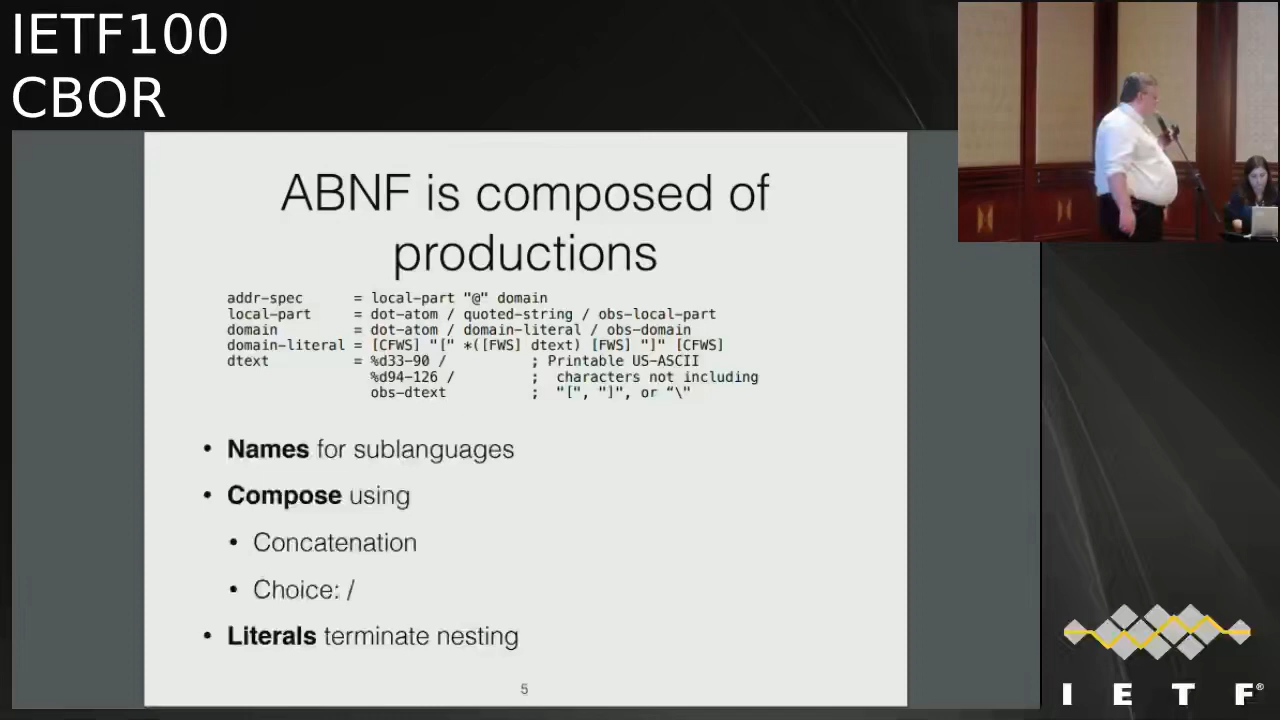 IETF100
CBOR
ABNF is composed of
productions
addr-spec = local-part "@" domain
local-part = dot-atom / quoted-string / obs-local-part
domain = dot-atom / domain-literal / obs-domain
domain-literal = [CFWS] "[" *([FWS] dtext) [FWS] "]" [CFWS]
dtext = %d33-90 / ; Printable US-ASCII
%d94-126 / ; characters not including
obs-dtext ; "[", "]", or “\"
• Names for sublanguages
• Compose using
• Concatenation
• Choice: /
• Literals terminate nesting
5
I E T F®